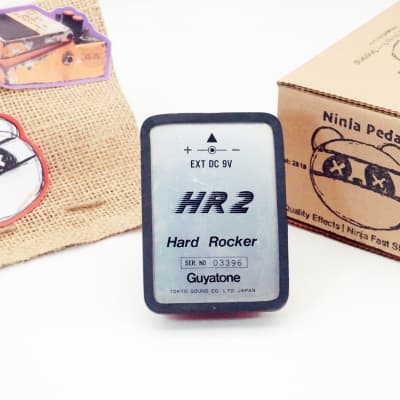 + -
EXT DC 9V
HR2
Hard Rocker
SER. NO 03396
Guyatone
TOKYO SOUND CO. LTD. JAPAN
Ninja Peda
Quality Effects | Ninja Fast S